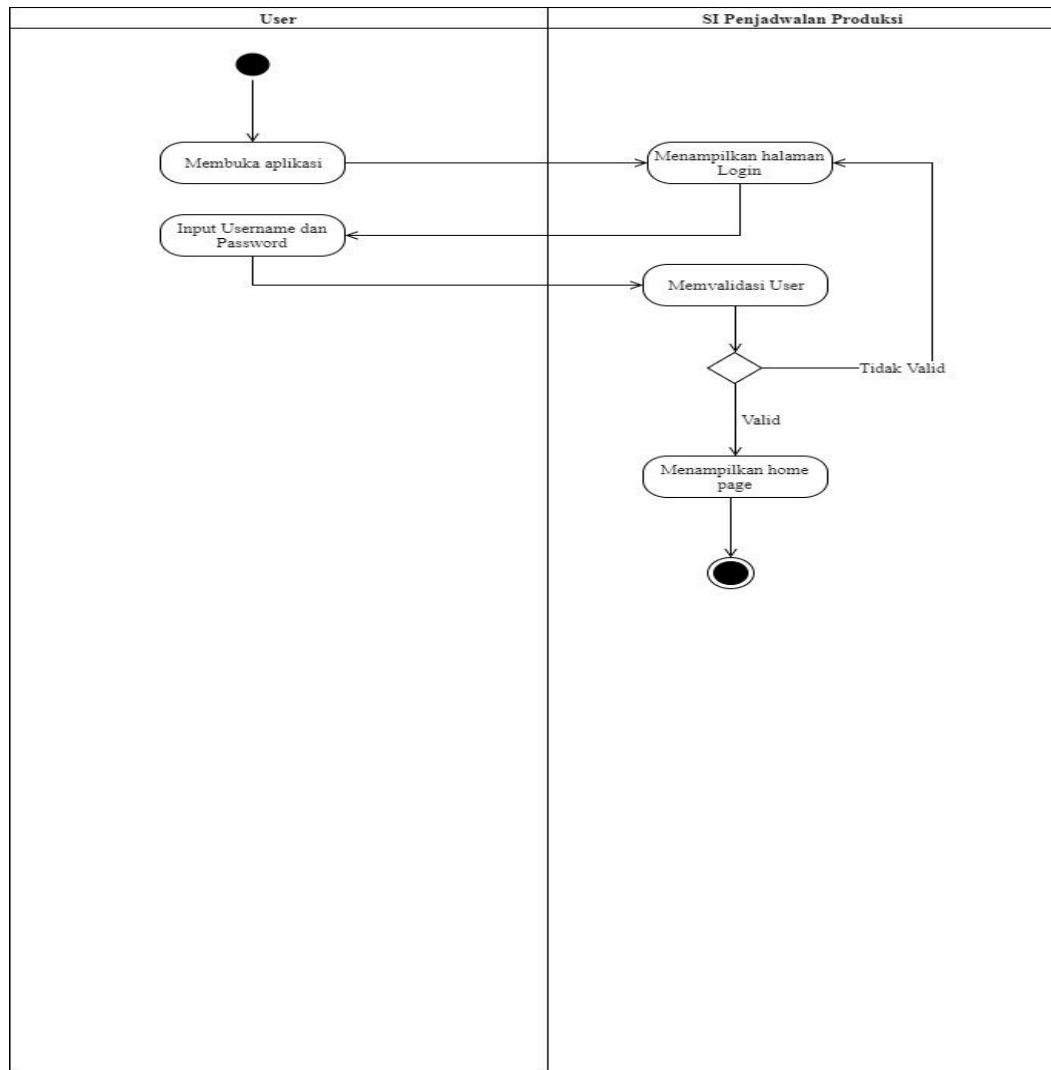 User
SI Penjadwalan Produksi
Membuka aplikasi
Menampilkan halaman
Login
Input Username dan
Password
Memvalidasi User
Tidak Valid
Valid
Menampilkan home
page